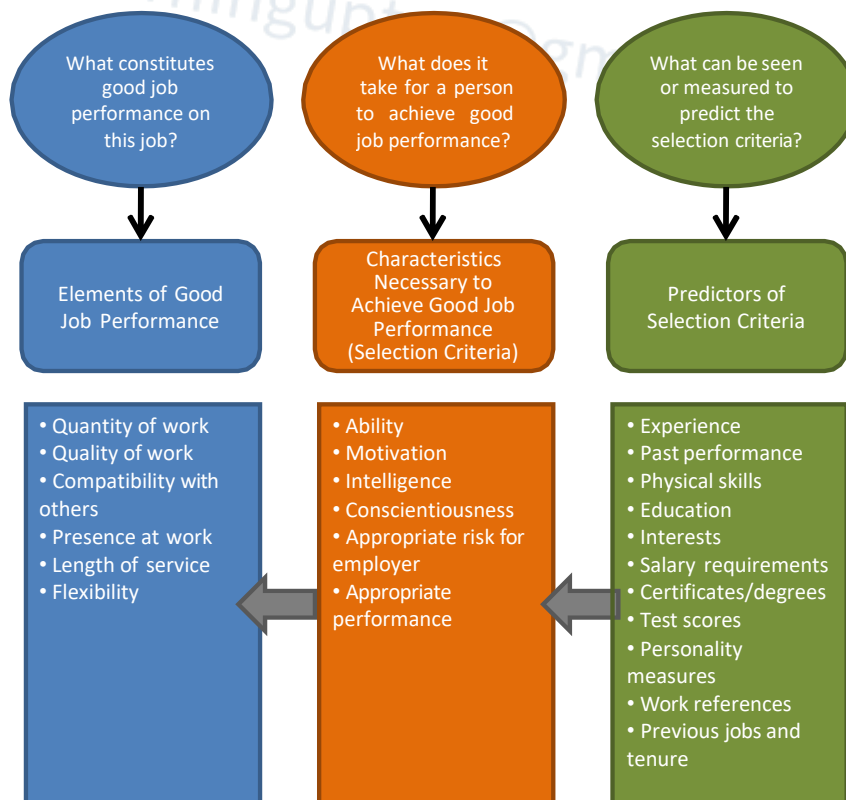 What constitutes
good job
performance on
this job?
What does it
take for a person
to achieve good
job performance?
What can be seen
or measured to
predict the
selection criteria?
Elements of Good
Job Performance
Characteristics
Necessary to
Achieve Good Job
Performance
(Selection Criteria)
Predictors of
Selection Criteria
• Quantity of work
• Quality of work
• Compatibility with
others
• Presence at work
• Length of service
• Flexibility
• Ability
• Motivation
• Intelligence
• Conscientiousness
• Appropriate risk for
employer
• Appropriate
performance
• Experience
• Past performance
• Physical skills
• Education
• Interests
• Salary requirements
• Certificates/degrees
• Test scores
• Personality
measures
• Work references
• Previous jobs and
tenure